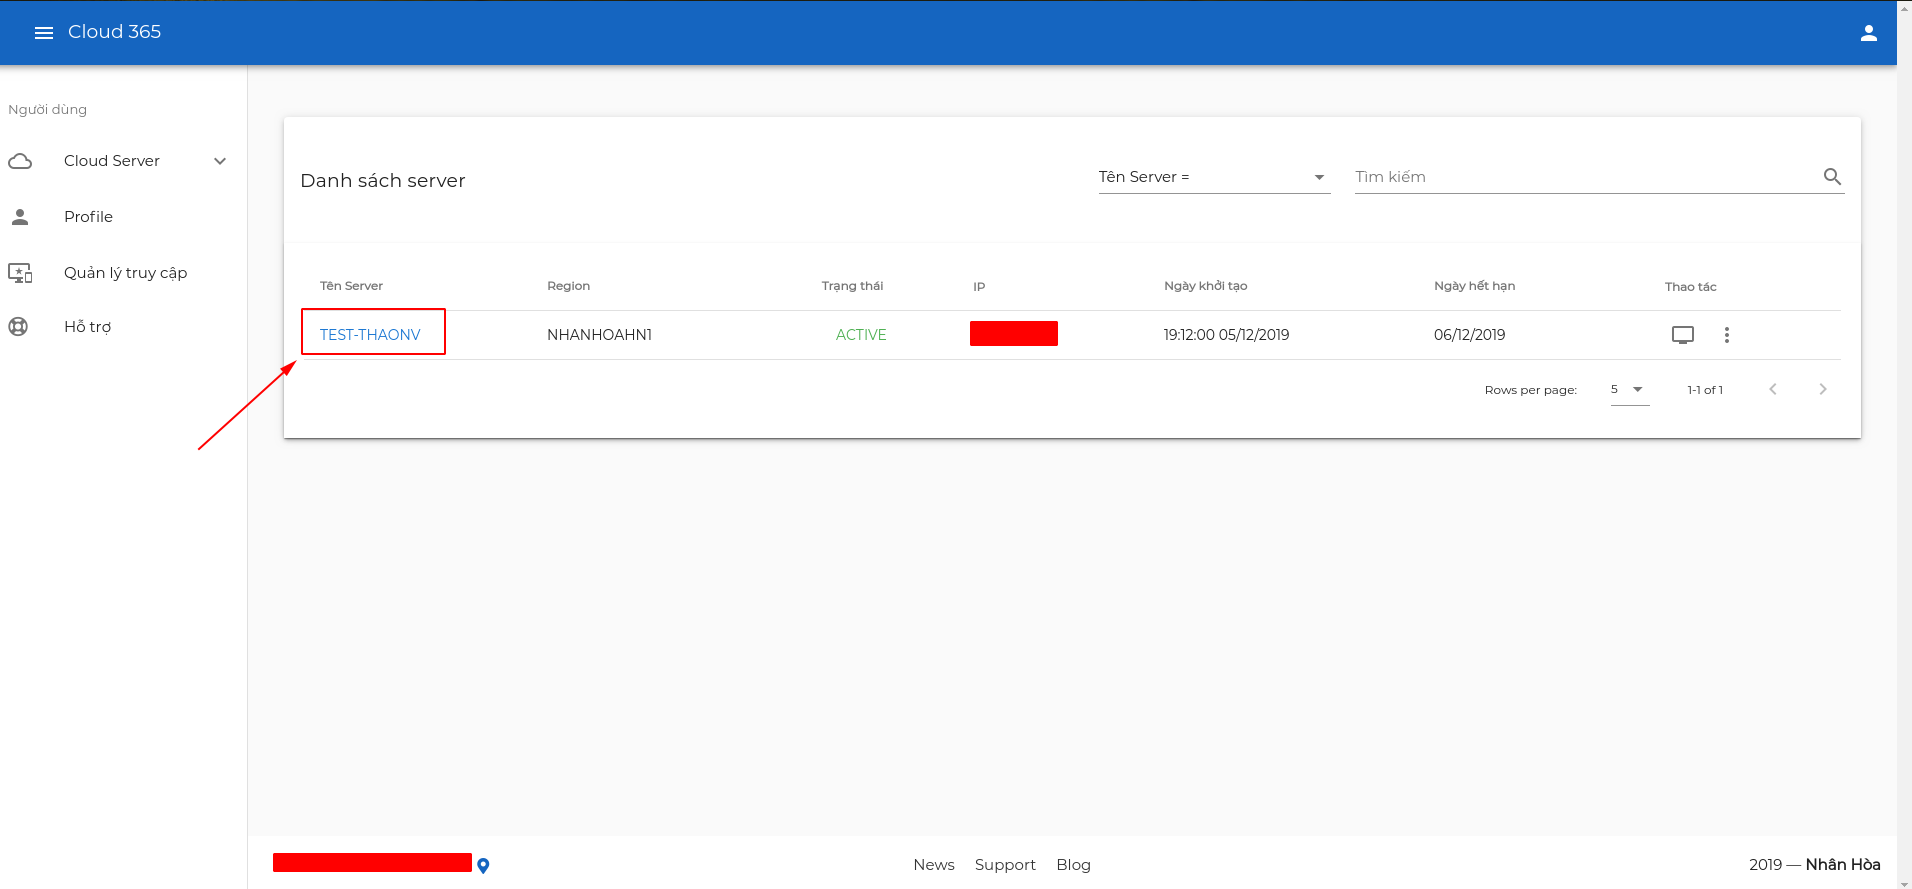 Cloud 365
Người dùng
Cloud Server
Profile
Quản lý truy cập
Hỗ trợ
Danh sách server
Tên Server =
Tìm kiếm
Tên Server Region Trạng thái IP Ngày khởi tạo Ngày hết hạn Thao tác
TEST-THAONV NHANHOAHN1 ACTIVE 19:12:00 05/12/2019 06/12/2019
Rows per page: 5 1-1 of 1
News Support Blog
2019 — Nhân Hòa